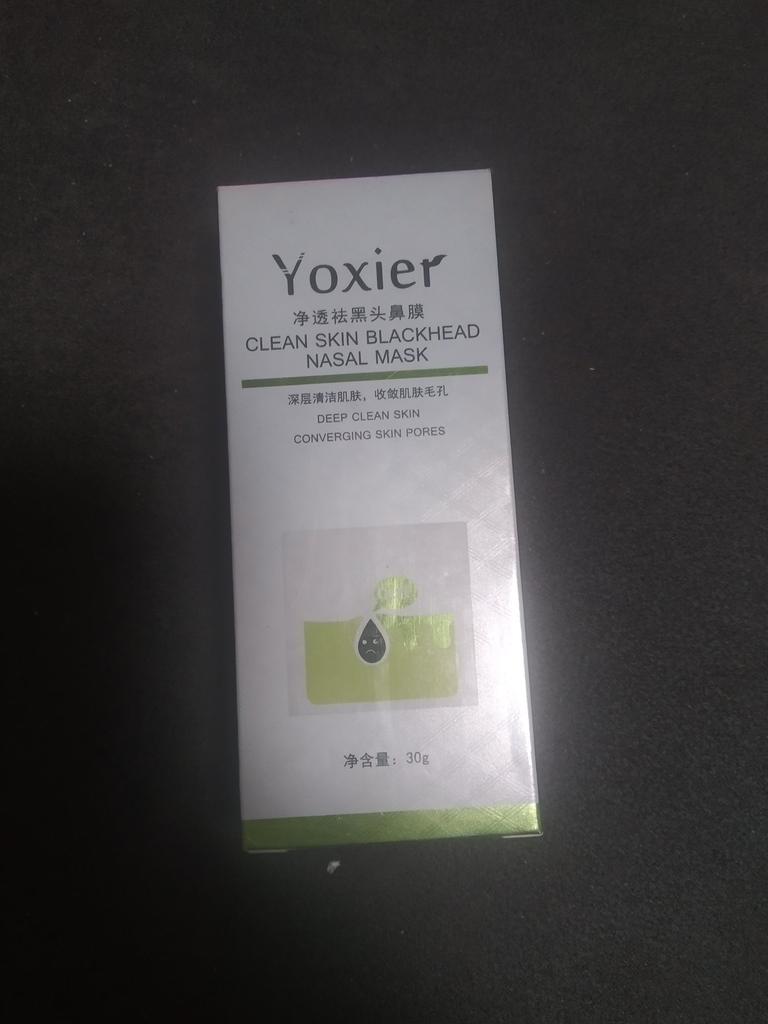 Yoxier
净透祛黑头鼻膜
CLEAN SKIN BLACKHEAD
NASAL MASK
深层清洁肌肤，收敛肌肤毛孔
DEEP CLEAN SKIN
CONVERGING SKIN PORES
净含量：30g